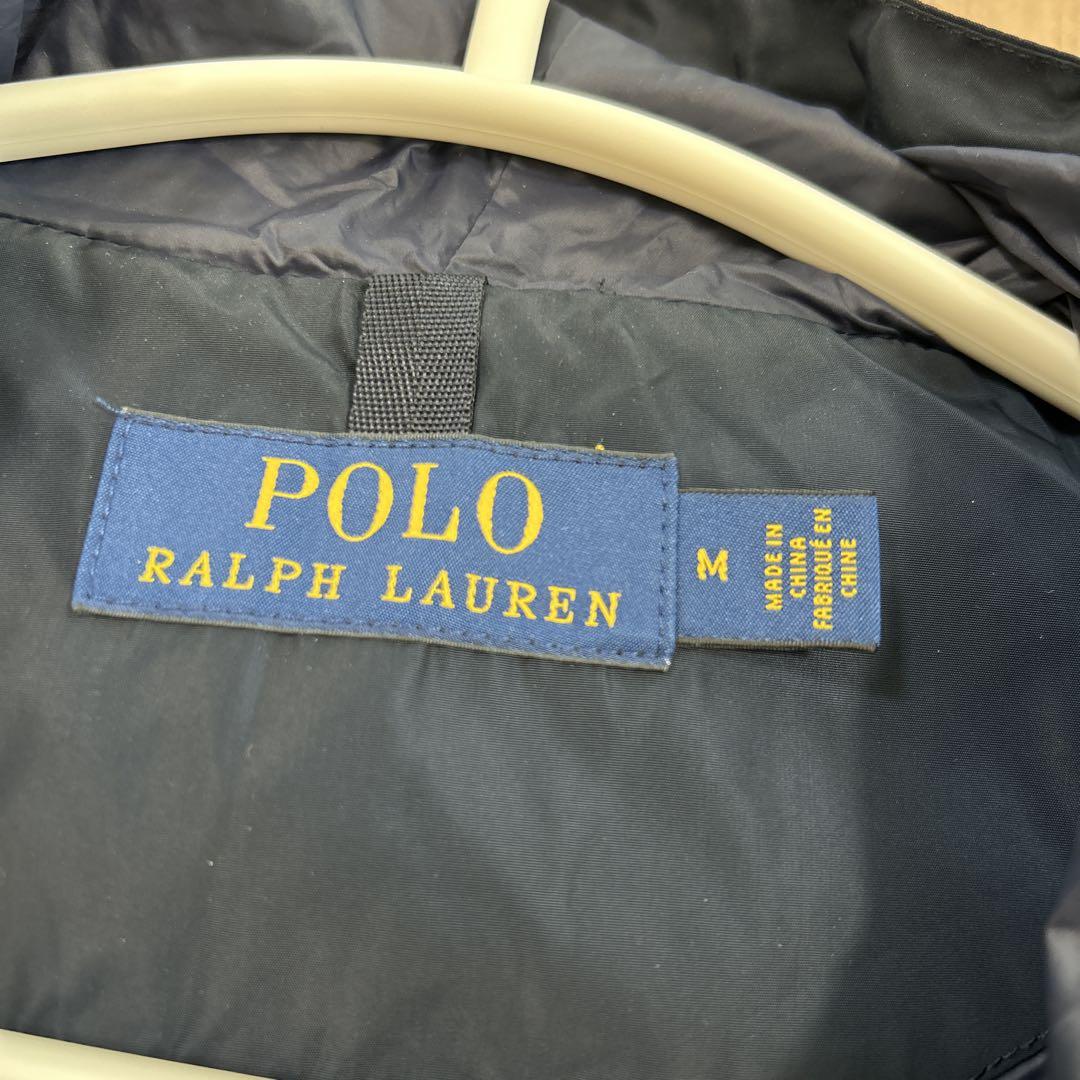 POLO
RALPH LAUREN
M
MADE IN
CHINA
FABRIQUÉ EN
CHINE